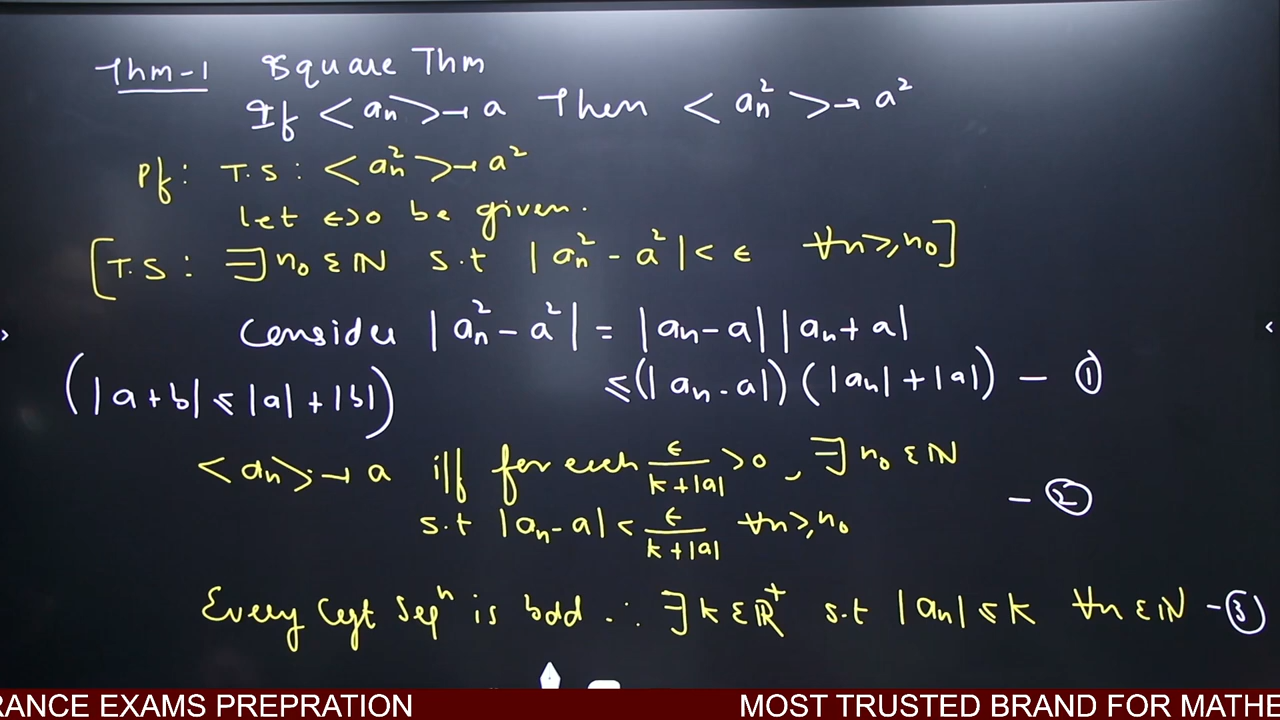 Thm-1 Square Thm
If <aₙ> → a Then <aₙ²> → a²
Pf: T.S: <aₙ²> → a²
Let ϵ>0 be given.
[T.S: ∃ n₀ ∈ ℕ s.t |aₙ² - a²| < ϵ ∀n ≥ n₀]
Consider |aₙ² - a²| = |aₙ - a| |aₙ + a|
(|a+b| ≤ |a|+|b|) ≤ (|aₙ - a|) (|aₙ| + |a|) - ①
<aₙ> → a iff for each ϵ/(k+|a|) >0, ∃ n₀ ∈ ℕ
- ②
s.t |aₙ - a| < ϵ/(k+|a|) ∀n ≥ n₀
Every Cgt Seqⁿ is bdd ∴ ∃ k ∈ ℝ⁺ s.t |aₙ| ≤ k ∀n ∈ ℕ - ③
RANCE EXAMS PREPRATION MOST TRUSTED BRAND FOR MATHE